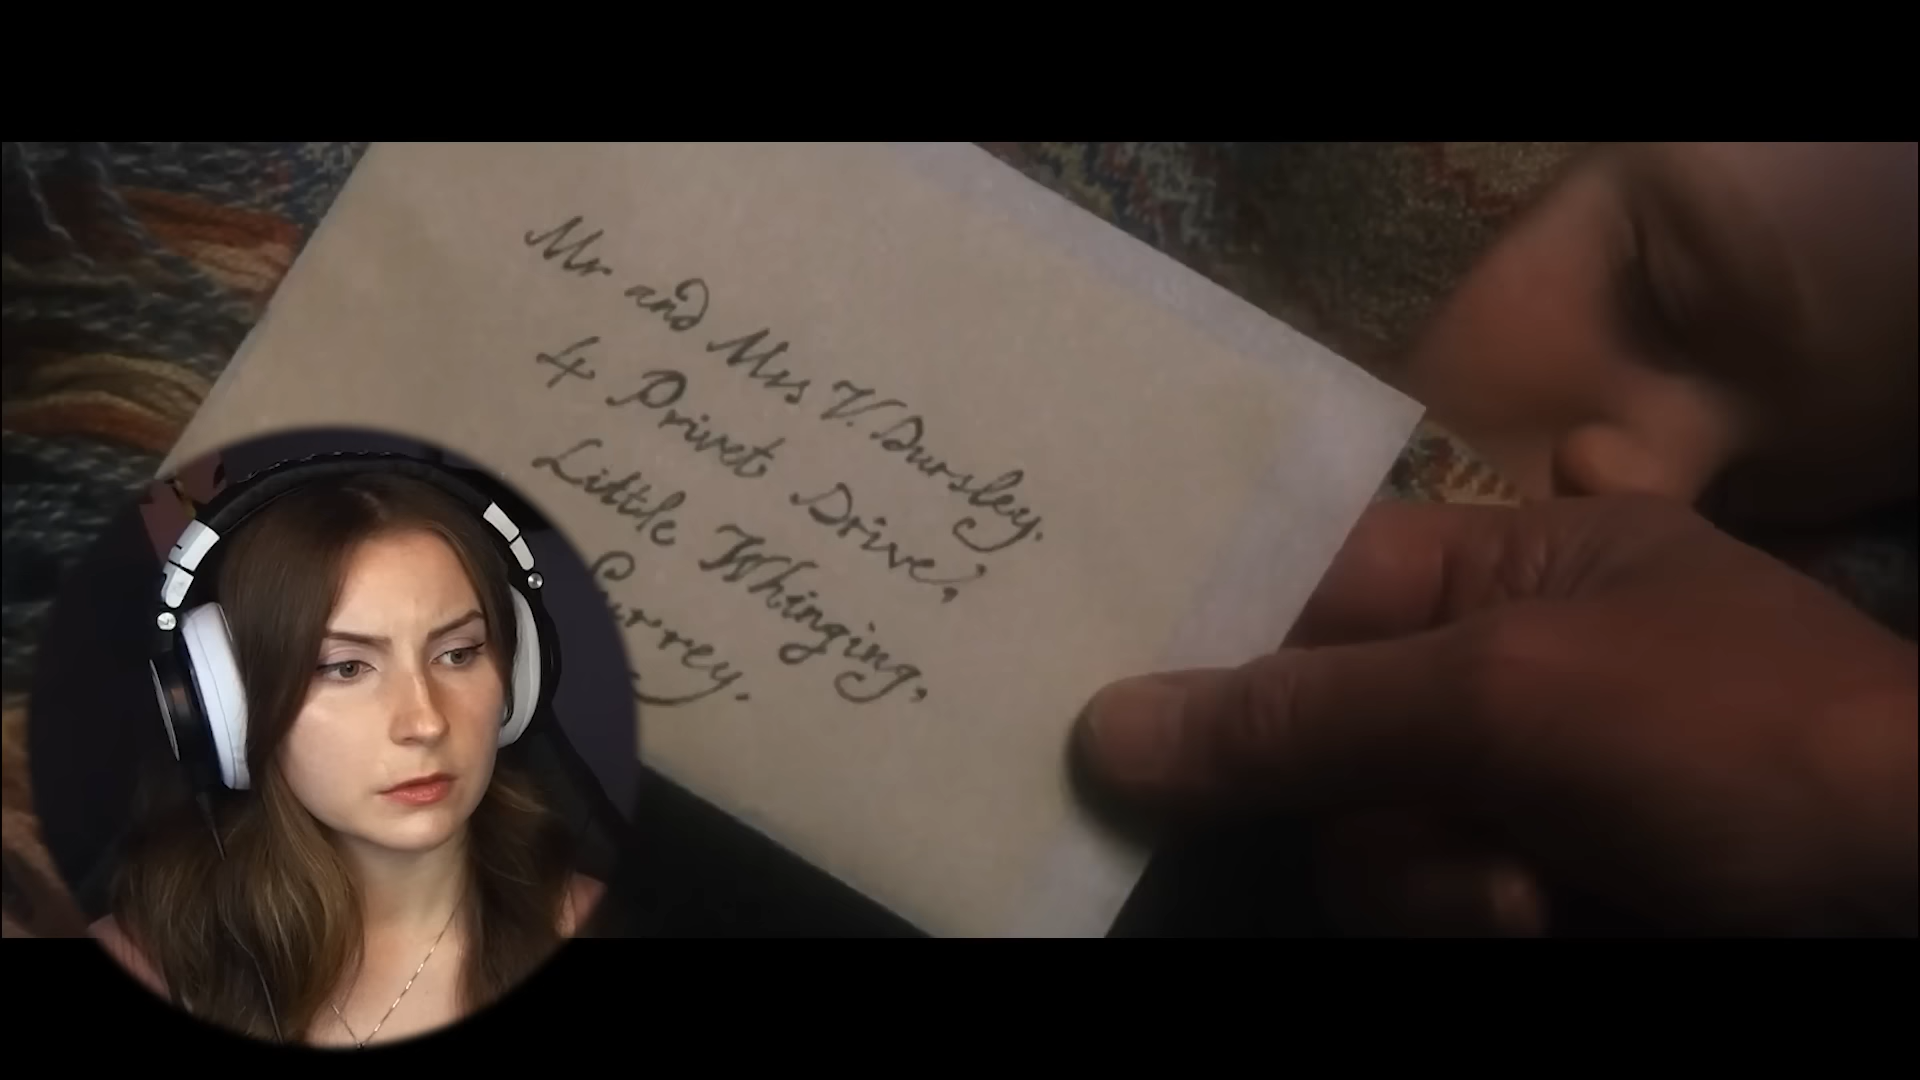 Mr and Mrs V. Dursley.
4 Privet Drive,
Little Whinging,
Surrey.